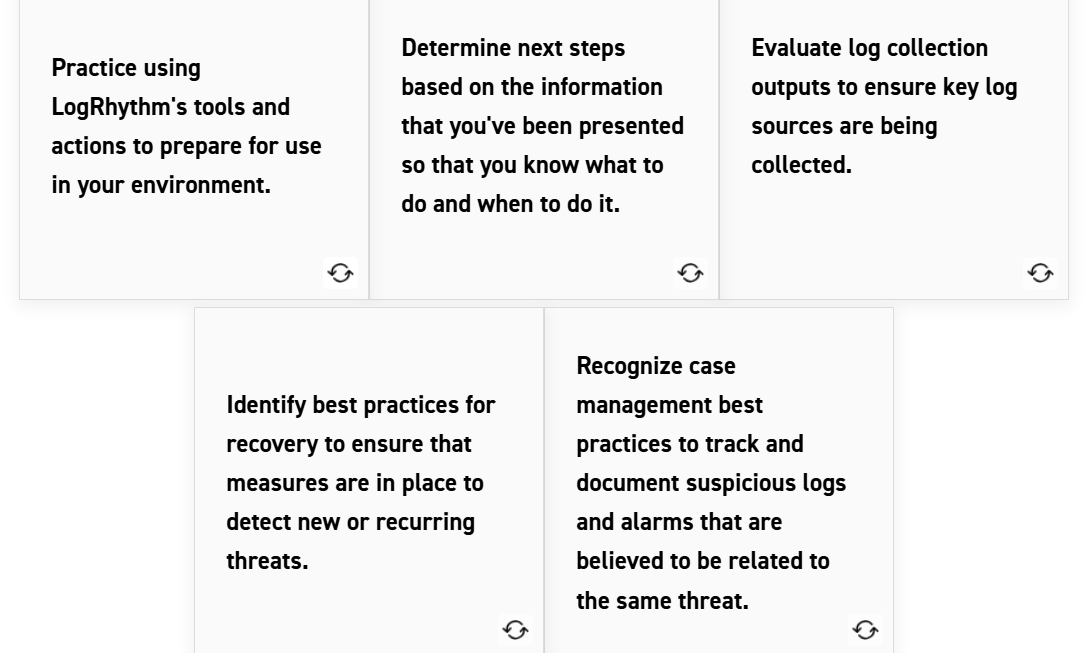 Practice using
LogRhythm's tools and
actions to prepare for use
in your environment.
Determine next steps
based on the information
that you've been presented
so that you know what to
do and when to do it.
Evaluate log collection
outputs to ensure key log
sources are being
collected.
Identify best practices for
recovery to ensure that
measures are in place to
detect new or recurring
threats.
Recognize case
management best
practices to track and
document suspicious logs
and alarms that are
believed to be related to
the same threat.